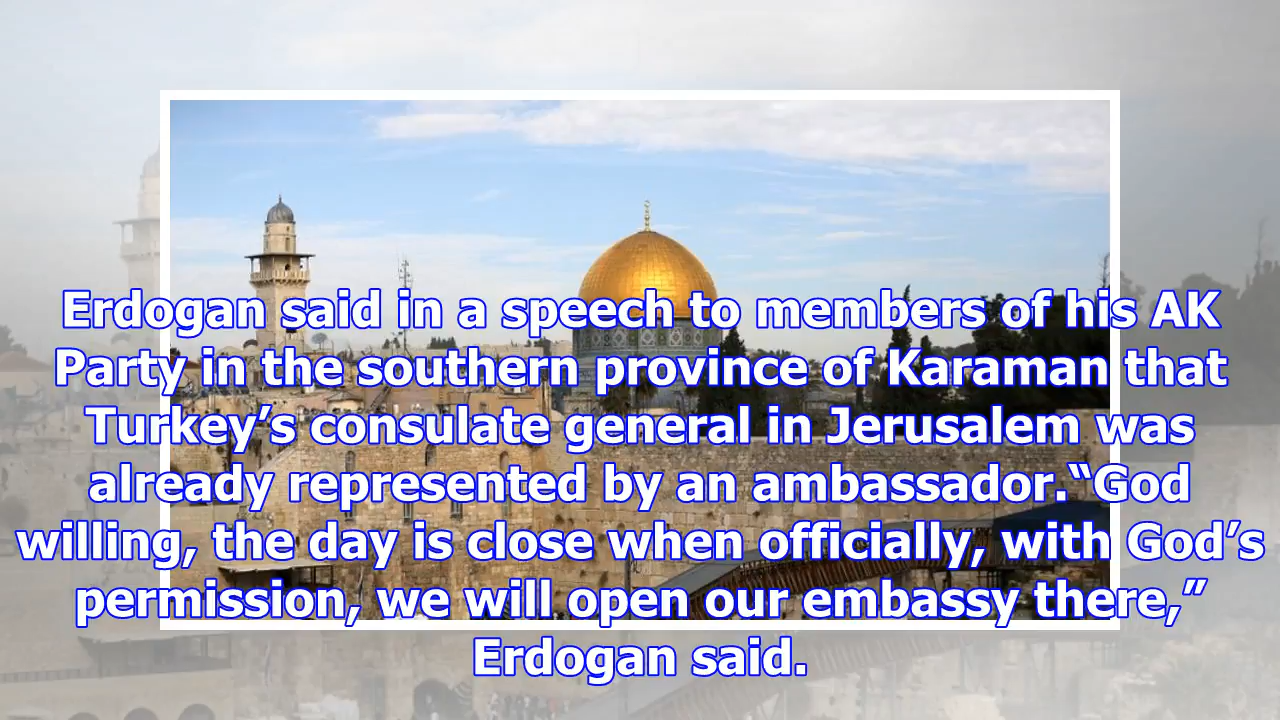 Erdogan said in a speech to members of his AK
Party in the southern province of Karaman that
Turkey’s consulate general in Jerusalem was
already represented by an ambassador.“God
willing, the day is close when officially, with God’s
permission, we will open our embassy there,”
Erdogan said.